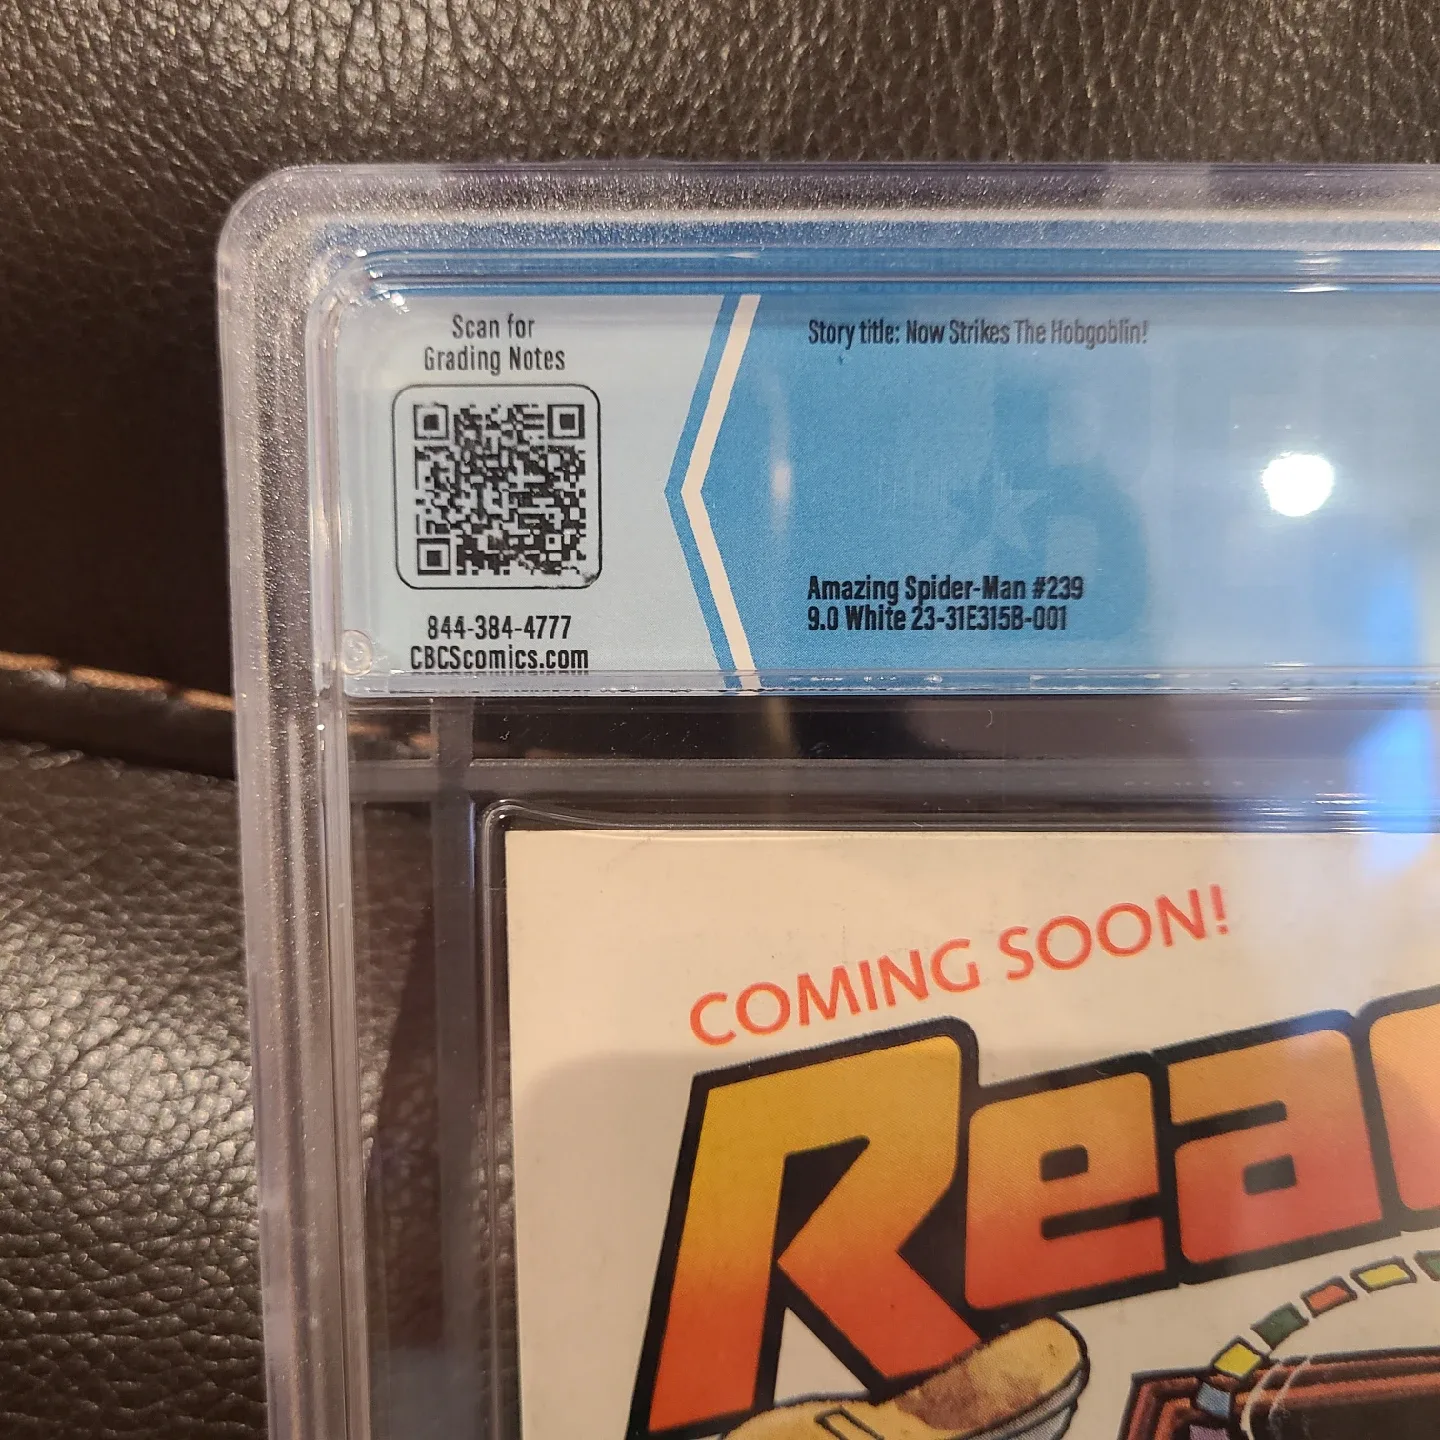 Scan for
Grading Notes
844-384-4777
CBCScomics.com
Story title: Now Strikes The Hobgoblin!
Amazing Spider-Man #239
9.0 White 23-31E315B-001
COMING SOON!
Reac